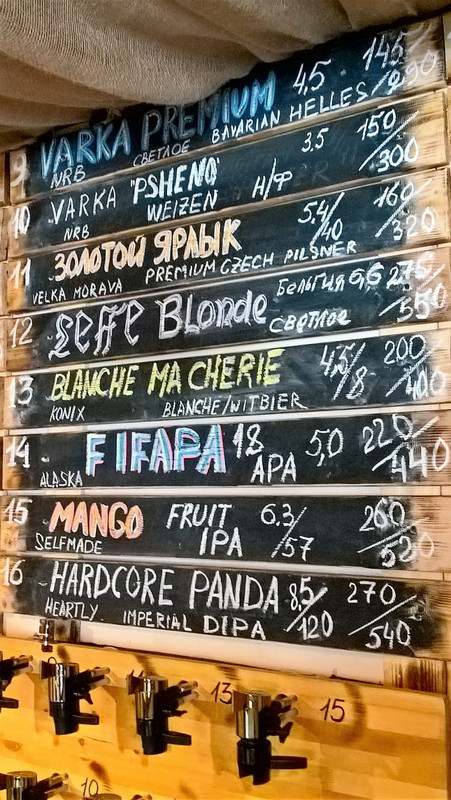 9 VARKA PREMIUM 4,5 145/290
NRB СВЕТЛОЕ BAVARIAN HELLES
10 VARKA "PSHENO" Н/Ф 3.5 150/300
NRB WEIZEN
11 ЗОЛОТОЙ ЯРЛЫК 5,4/40 160/320
VELKA MORAVA PREMIUM CZECH PILSNER
12 Leffe Blonde Бельгия 6,6 275/550
СВЕТЛОЕ
13 BLANCHE MA CHERIE 4,5/8 200/400
KONIX BLANCHE/WITBIER
14 FIFAPA 18 5,0 220/440
ALASKA APA
15 MANGO FRUIT 6.3/57 260/520
SELFMADE IPA
16 HARDCORE PANDA 8,5/120 270/540
HEARTLY IMPERIAL DIPA
13 15
10